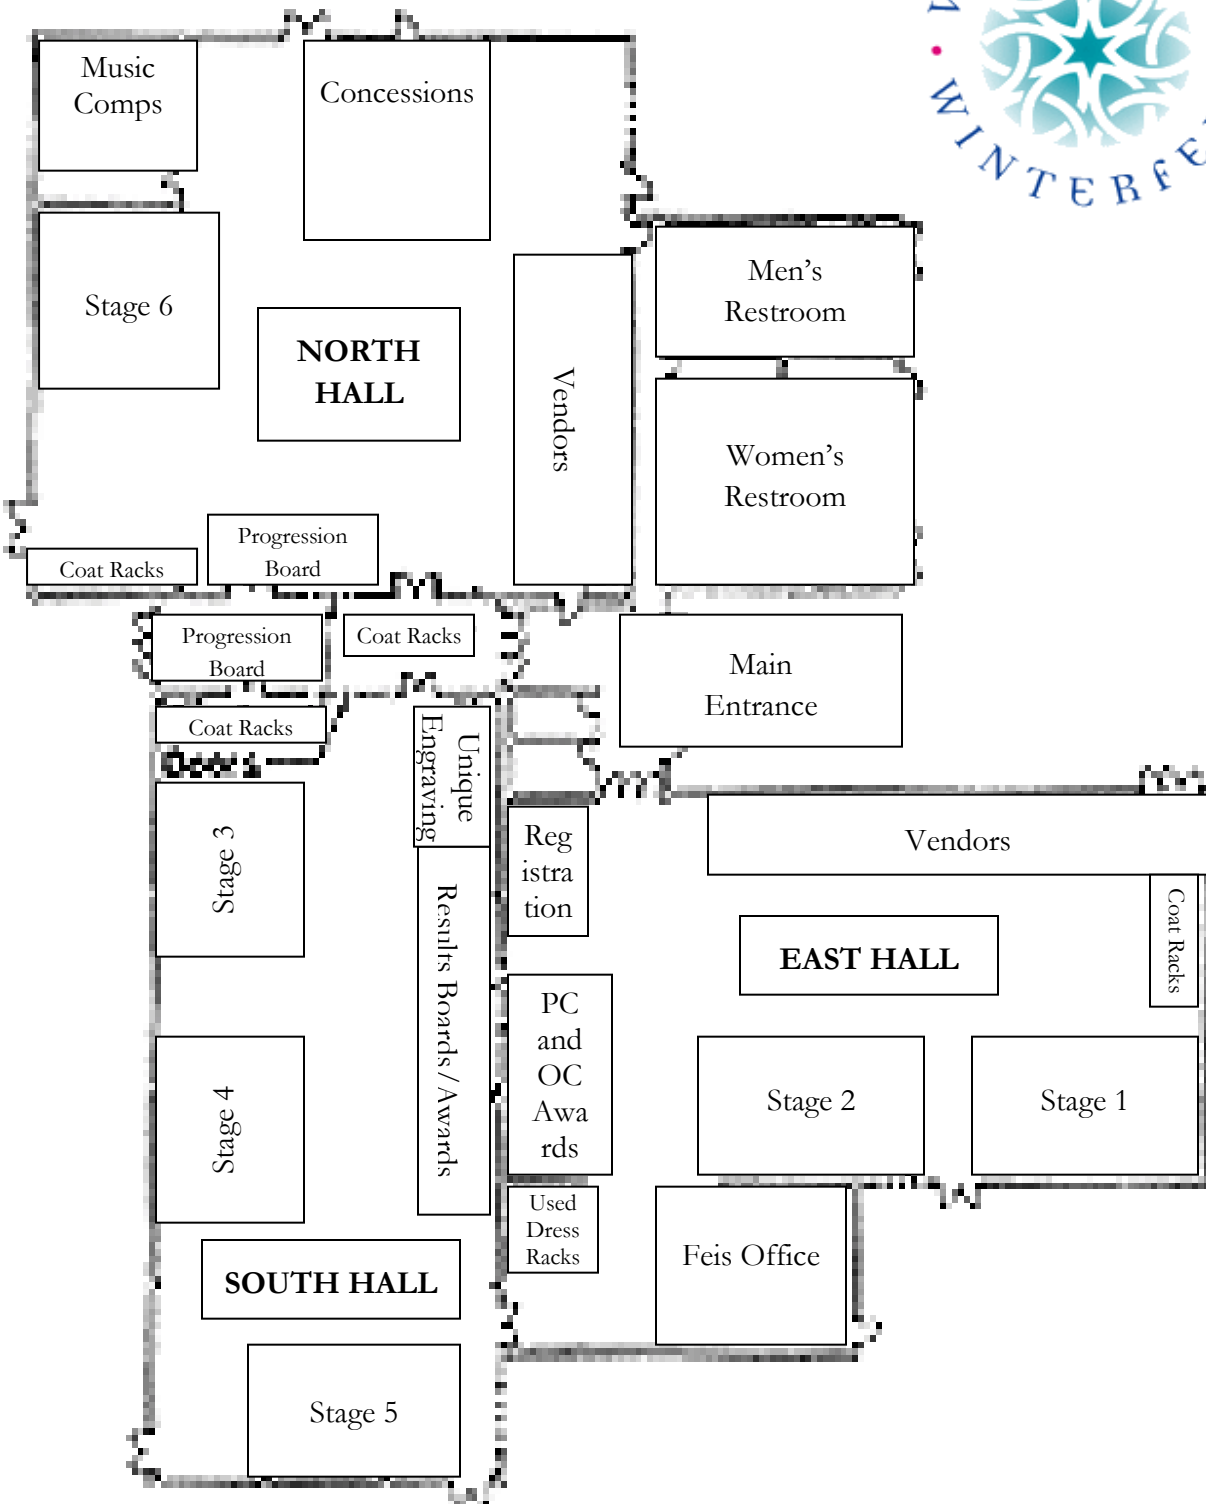 Music
Comps
Concessions
WINTERFE
Stage 6
NORTH
HALL
Vendors
Men's
Restroom
Women's
Restroom
Coat Racks
Progression
Board
Progression
Board
Coat Racks
Main
Entrance
Coat Racks
Doors
Unique
Engraving
Stage 3
Results Boards/Awards
Reg
istra
tion
Vendors
Coat Racks
EAST HALL
PC
and
OC
Awa
rds
Stage 2
Stage 1
Stage 4
Used
Dress
Racks
Feis Office
SOUTH HALL
Stage 5